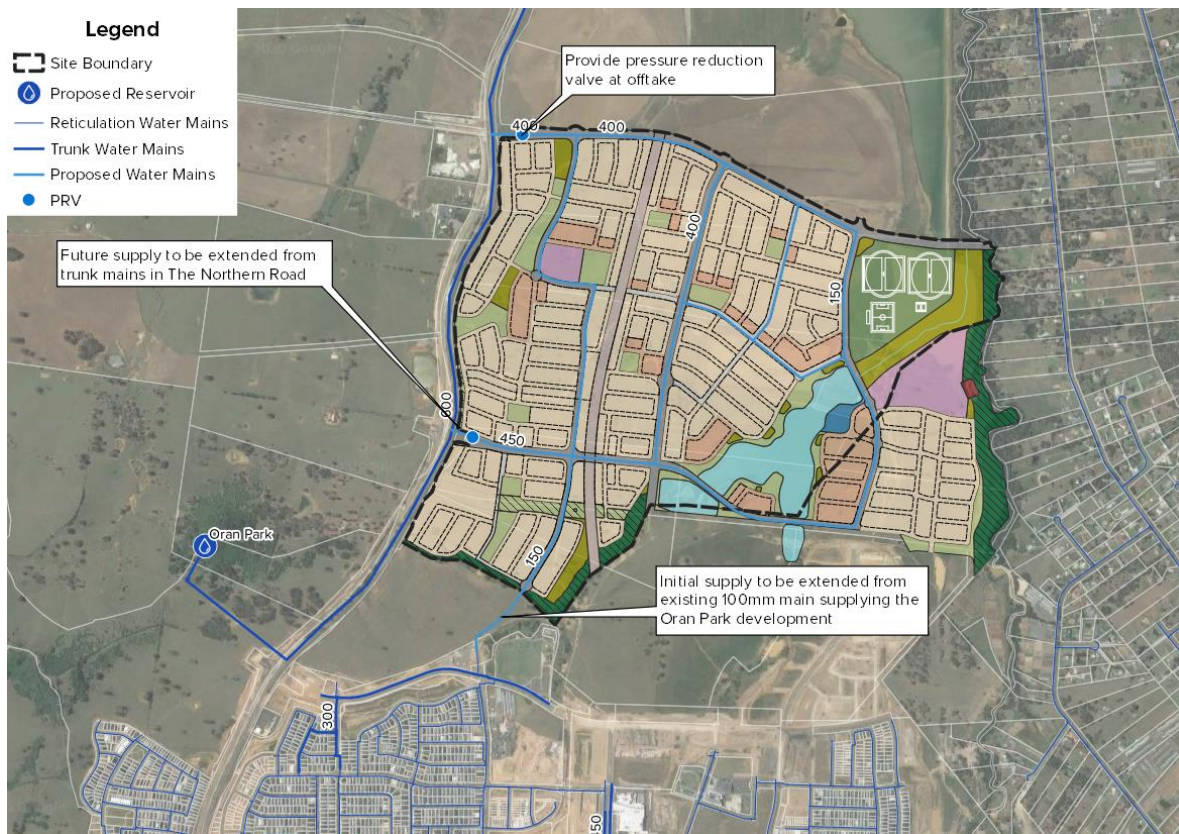 Legend
Site Boundary
Proposed Reservoir
Reticulation Water Mains
Trunk Water Mains
Proposed Water Mains
PRV
Provide pressure reduction
valve at offtake
400
400
Future supply to be extended from
trunk mains in The Northern Road
400
150
600
450
Oran Park
150
Initial supply to be extended from
existing 100mm main supplying the
Oran Park development
300
450